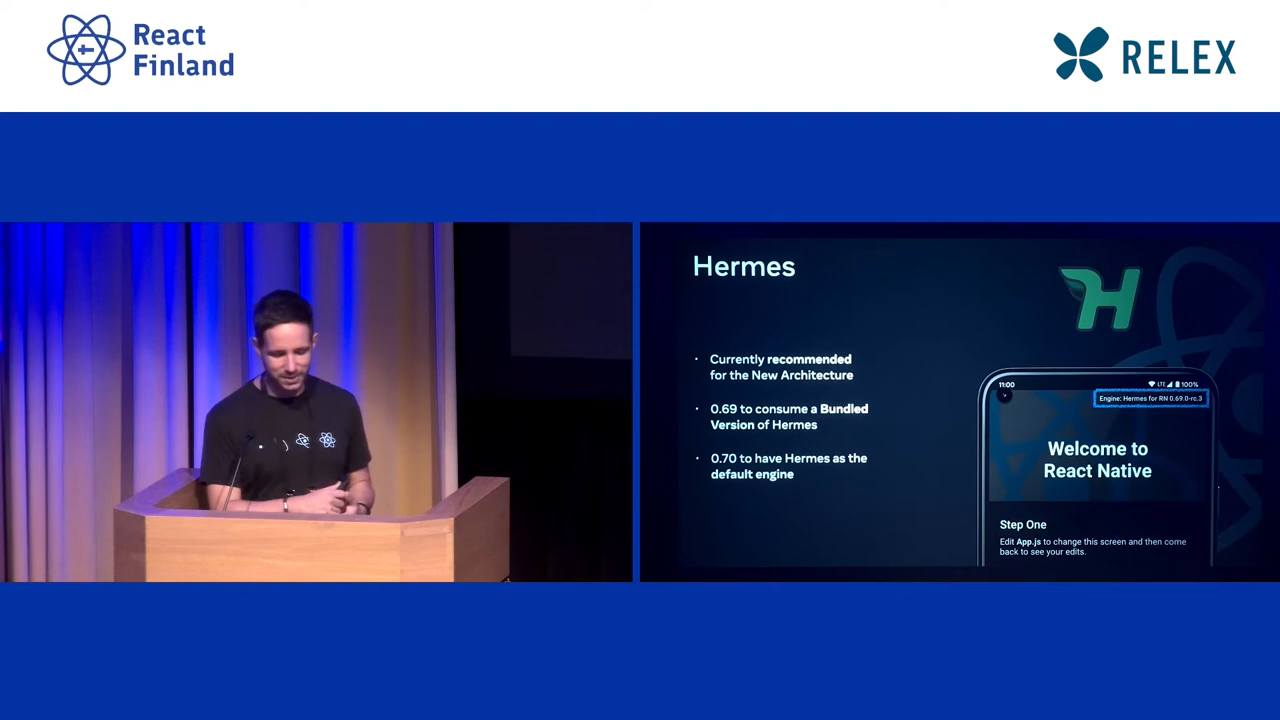 React
Finland
RELEX
Hermes
H
• Currently recommended
for the New Architecture
• 0.69 to consume a Bundled
Version of Hermes
• 0.70 to have Hermes as the
default engine
11:00
LTE 100%
Engine: Hermes for RN 0.69.0-rc.3
Welcome to
React Native
Step One
Edit App.js to change this screen and then come
back to see your edits.